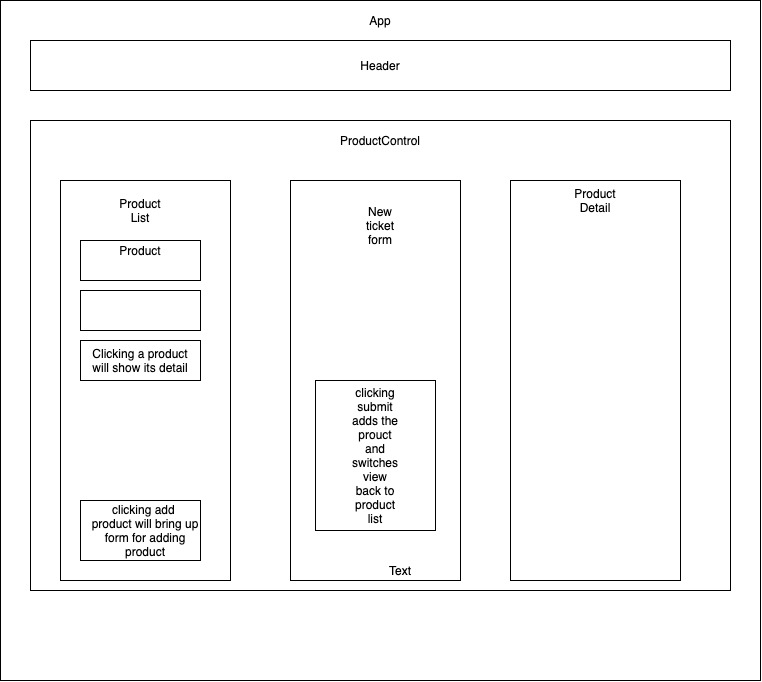 App
Header
ProductControl
Product
List
Product
Clicking a product
will show its detail
clicking add
product will bring up
form for adding
product
New
ticket
form
clicking
submit
adds the
prouct
and
switches
view
back to
product
list
Text
Product
Detail